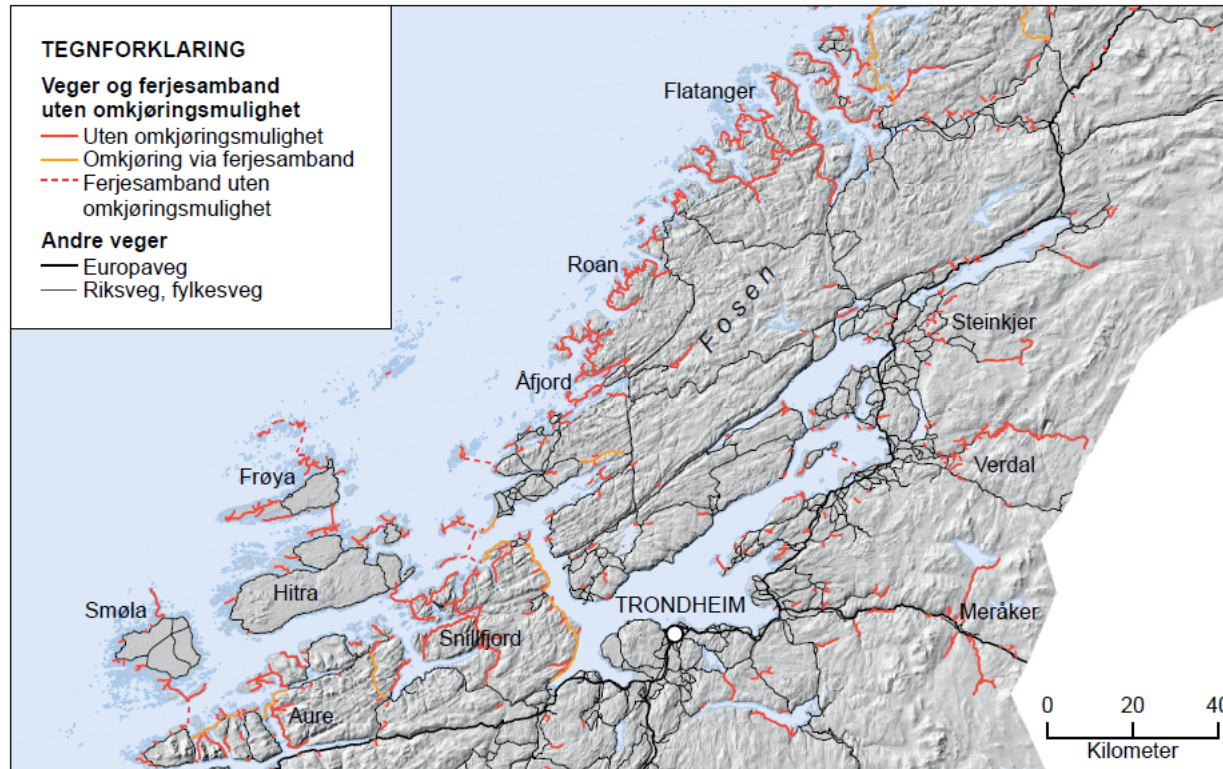 TEGNFORKLARING
Veger og ferjesamband
uten omkjøringsmulighet
Uten omkjøringsmulighet
Omkjøring via ferjesamband
Ferjesamband uten
omkjøringsmulighet
Andre veger
Europaveg
Riksveg, fylkesveg
Flatanger
Roan
Fosen
Steinkjer
Åfjord
Verdal
Frøya
Hitra
Smøla
TRONDHEIM
Meråker
Snillfjord
Aure
0 20 40
Kilometer